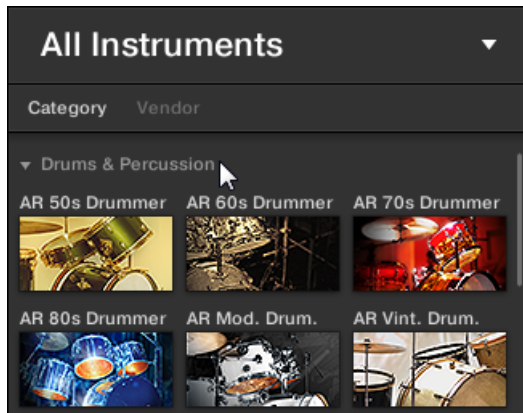 All Instruments
Category Vendor
Drums & Percussion
AR 50s Drummer AR 60s Drummer AR 70s Drummer
AR 80s Drummer AR Mod. Drum. AR Vint. Drum.